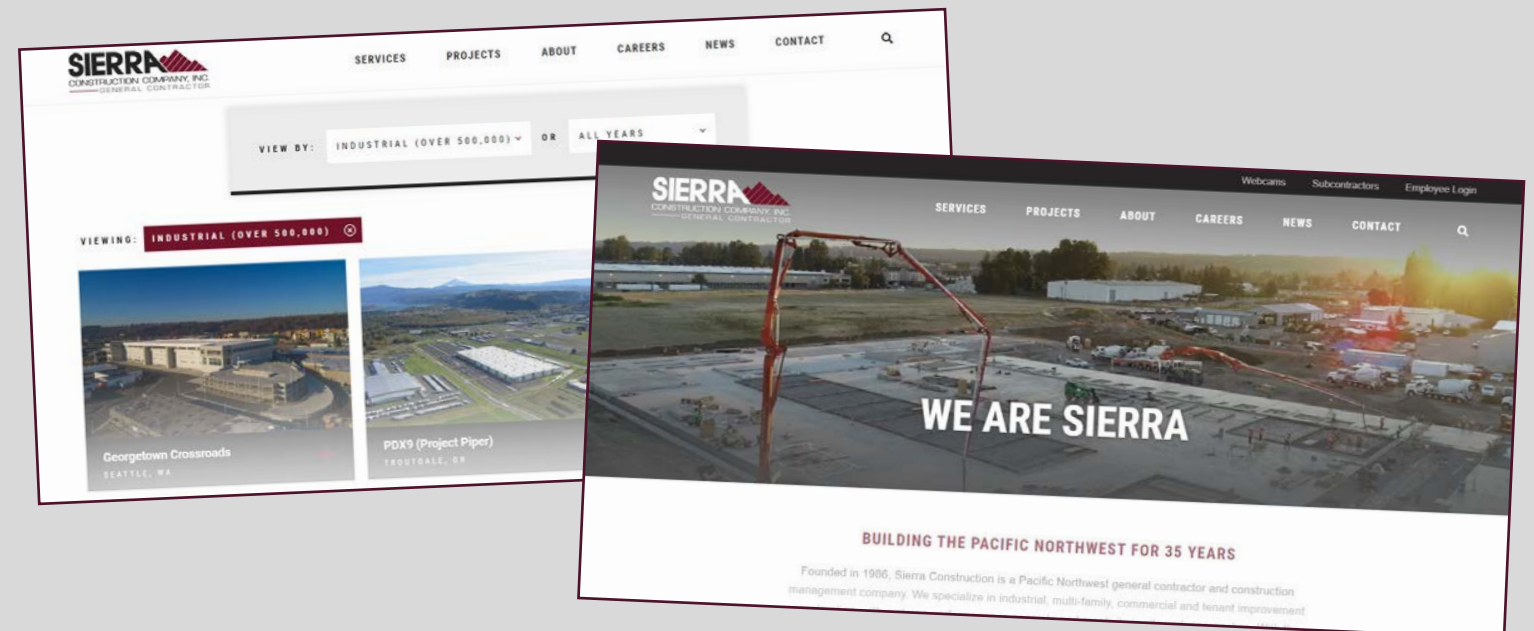 SIERRA
CONSTRUCTION COMPANY, INC.
GENERAL CONTRACTOR
SERVICES PROJECTS ABOUT CAREERS NEWS CONTACT
VIEW BY: INDUSTRIAL (OVER 500,000) OR ALL YEARS
VIEWING: INDUSTRIAL (OVER 500,000)
Georgetown Crossroads
SEATTLE, WA
PDX9 (Project Piper)
TROUTDALE, OR
Webcams Subcontractors Employee Login
SIERRA
CONSTRUCTION COMPANY, INC.
GENERAL CONTRACTOR
SERVICES PROJECTS ABOUT CAREERS NEWS CONTACT
WE ARE SIERRA
BUILDING THE PACIFIC NORTHWEST FOR 35 YEARS
Founded in 1986, Sierra Construction is a Pacific Northwest general contractor and construction
management company. We specialize in industrial, multi-family, commercial and tenant improvement